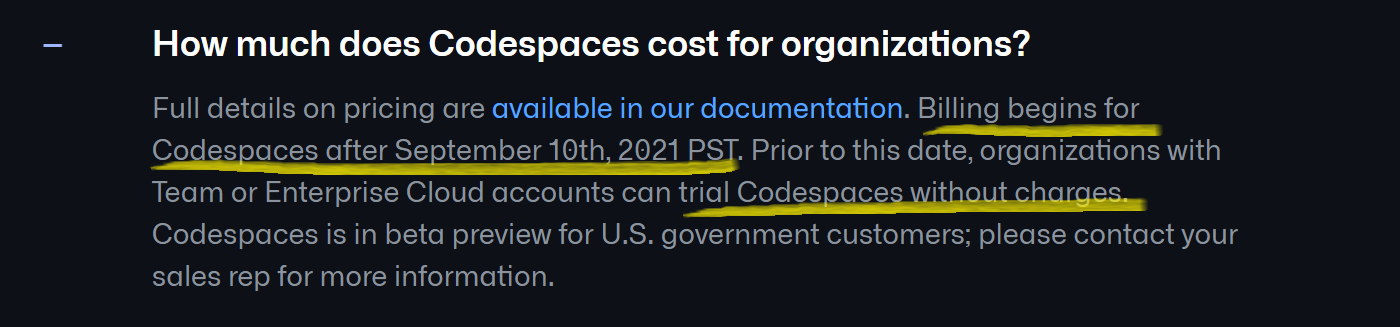 How much does Codespaces cost for organizations?
Full details on pricing are available in our documentation. Billing begins for
Codespaces after September 10th, 2021 PST. Prior to this date, organizations with
Team or Enterprise Cloud accounts can trial Codespaces without charges.
Codespaces is in beta preview for U.S. government customers; please contact your
sales rep for more information.